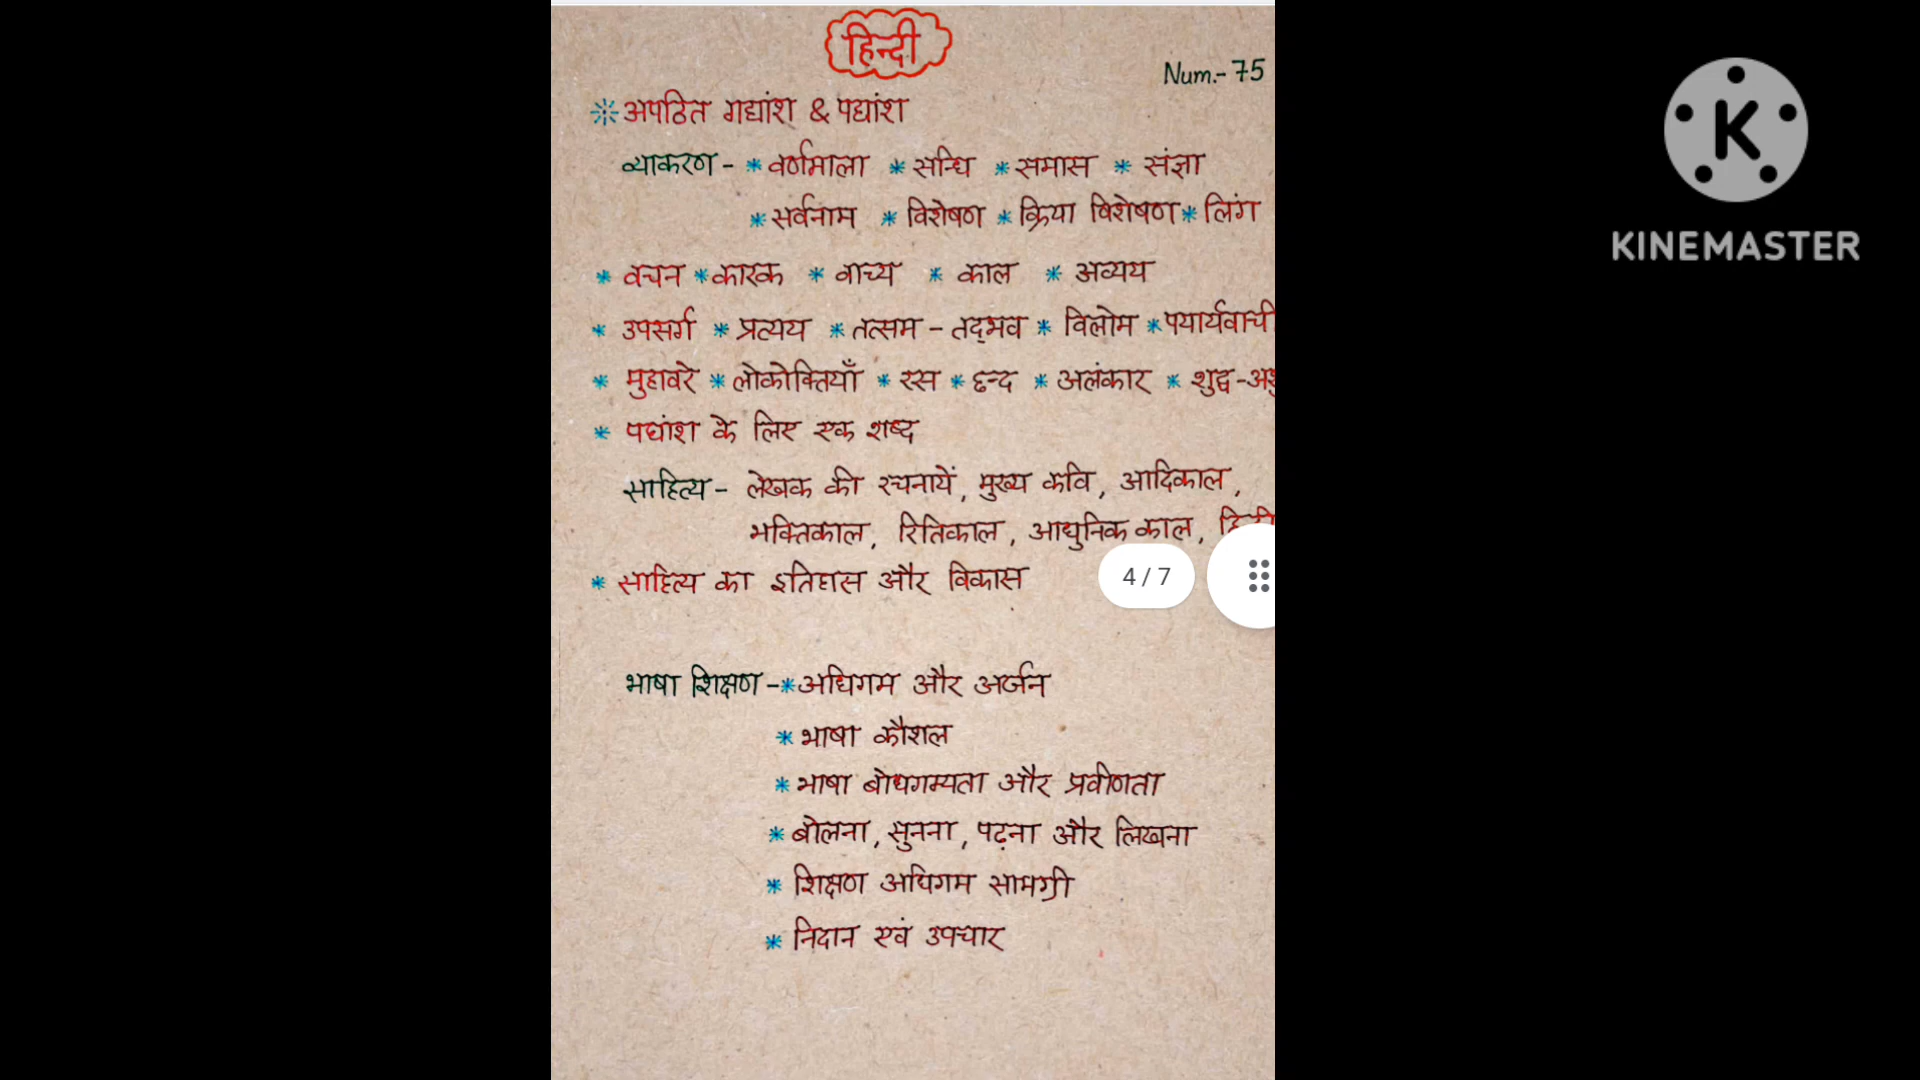 हिन्दी
Num.- 75
अपठित गद्यांश & पद्यांश
व्याकरण - * वर्णमाला * सन्धि * समास * संज्ञा
* सर्वनाम * विशेषण * क्रिया विशेषण * लिंग
* वचन * कारक * वाच्य * काल * अव्यय
* उपसर्ग * प्रत्यय * तत्सम - तद्भव * विलोम * पयार्यवाची
* मुहावरे * लोकोक्तियाँ * रस * छन्द * अलंकार * शुद्ध -
* पद्यांश के लिए एक शब्द
साहित्य - लेखक की रचनायें, मुख्य कवि, आदिकाल,
भक्तिकाल, रितिकाल, आधुनिक काल,
* साहित्य का इतिहास और विकास
4 / 7
भाषा शिक्षण - * अधिगम और अर्जन
* भाषा कौशल
* भाषा बोधगम्यता और प्रवीणता
* बोलना, सुनना, पढ़ना और लिखना
* शिक्षण अधिगम सामग्री
* निदान एवं उपचार
K
KINEMASTER